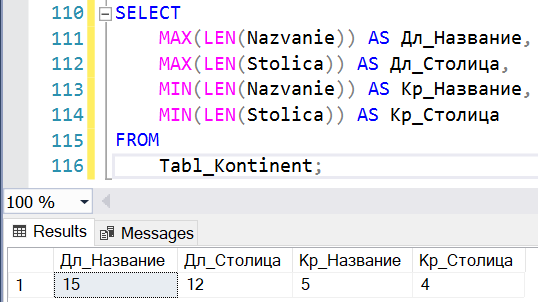 110 SELECT
111 MAX(LEN(Nazvanie)) AS Дл_Название,
112 MAX(LEN(Stolica)) AS Дл_Столица,
113 MIN(LEN(Nazvanie)) AS Кр_Название,
114 MIN(LEN(Stolica)) AS Кр_Столица
115 FROM
116 Tabl_Kontinent;
100 %
Results Messages
Дл_Название Дл_Столица Кр_Название Кр_Столица
1 15 12 5 4